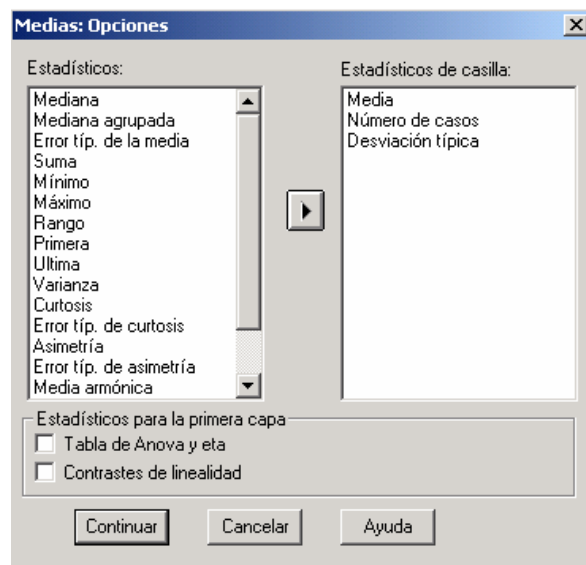 Medias: Opciones
Estadísticos:
Mediana
Mediana agrupada
Error típ. de la media
Suma
Mínimo
Máximo
Rango
Primera
Ultima
Varianza
Curtosis
Error típ. de curtosis
Asimetría
Error típ. de asimetría
Media armónica
Estadísticos de casilla:
Media
Número de casos
Desviación típica
Estadísticos para la primera capa
Tabla de Anova y eta
Contrastes de linealidad
Continuar
Cancelar
Ayuda